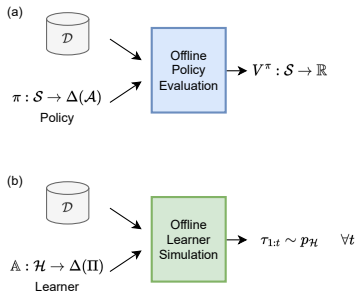 (a)
𝒟
Offline
Policy
Evaluation
π : 𝒮 → Δ(𝒜)
Policy
V^π : 𝒮 → ℝ
(b)
𝒟
Offline
Learner
Simulation
𝔸 : ℋ → Δ(Π)
Learner
τ_{1:t} ∼ p_ℋ ∀t